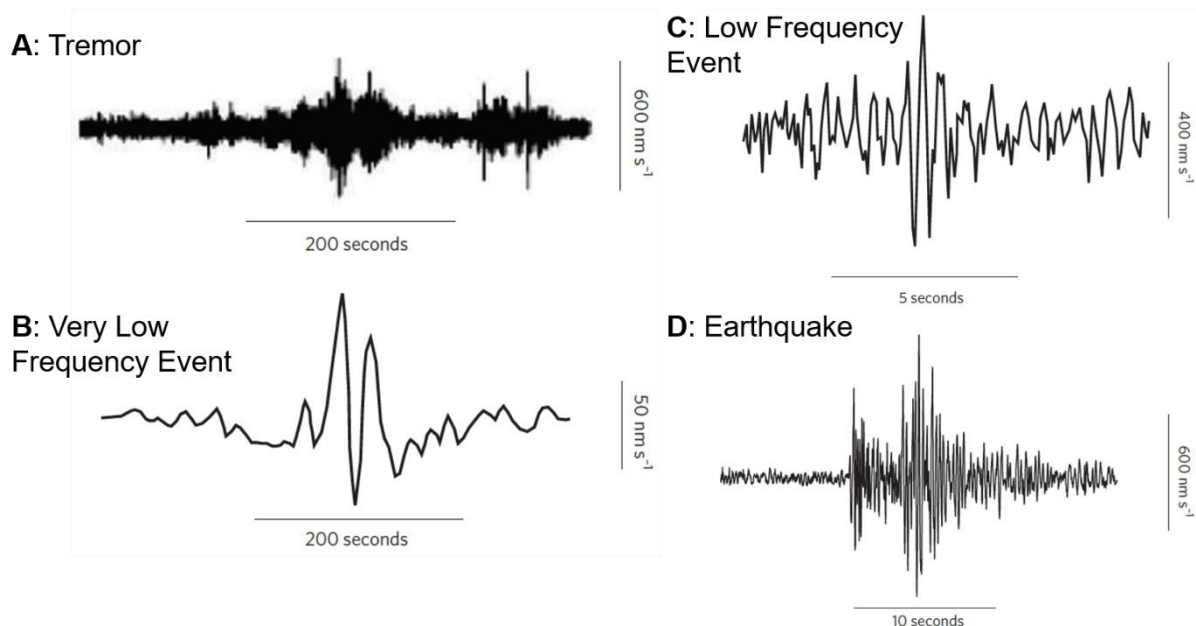 A: Tremor
600 nm s⁻¹
200 seconds
B: Very Low
Frequency Event
50 nm s⁻¹
200 seconds
C: Low Frequency
Event
400 nm s⁻¹
5 seconds
D: Earthquake
600 nm s⁻¹
10 seconds